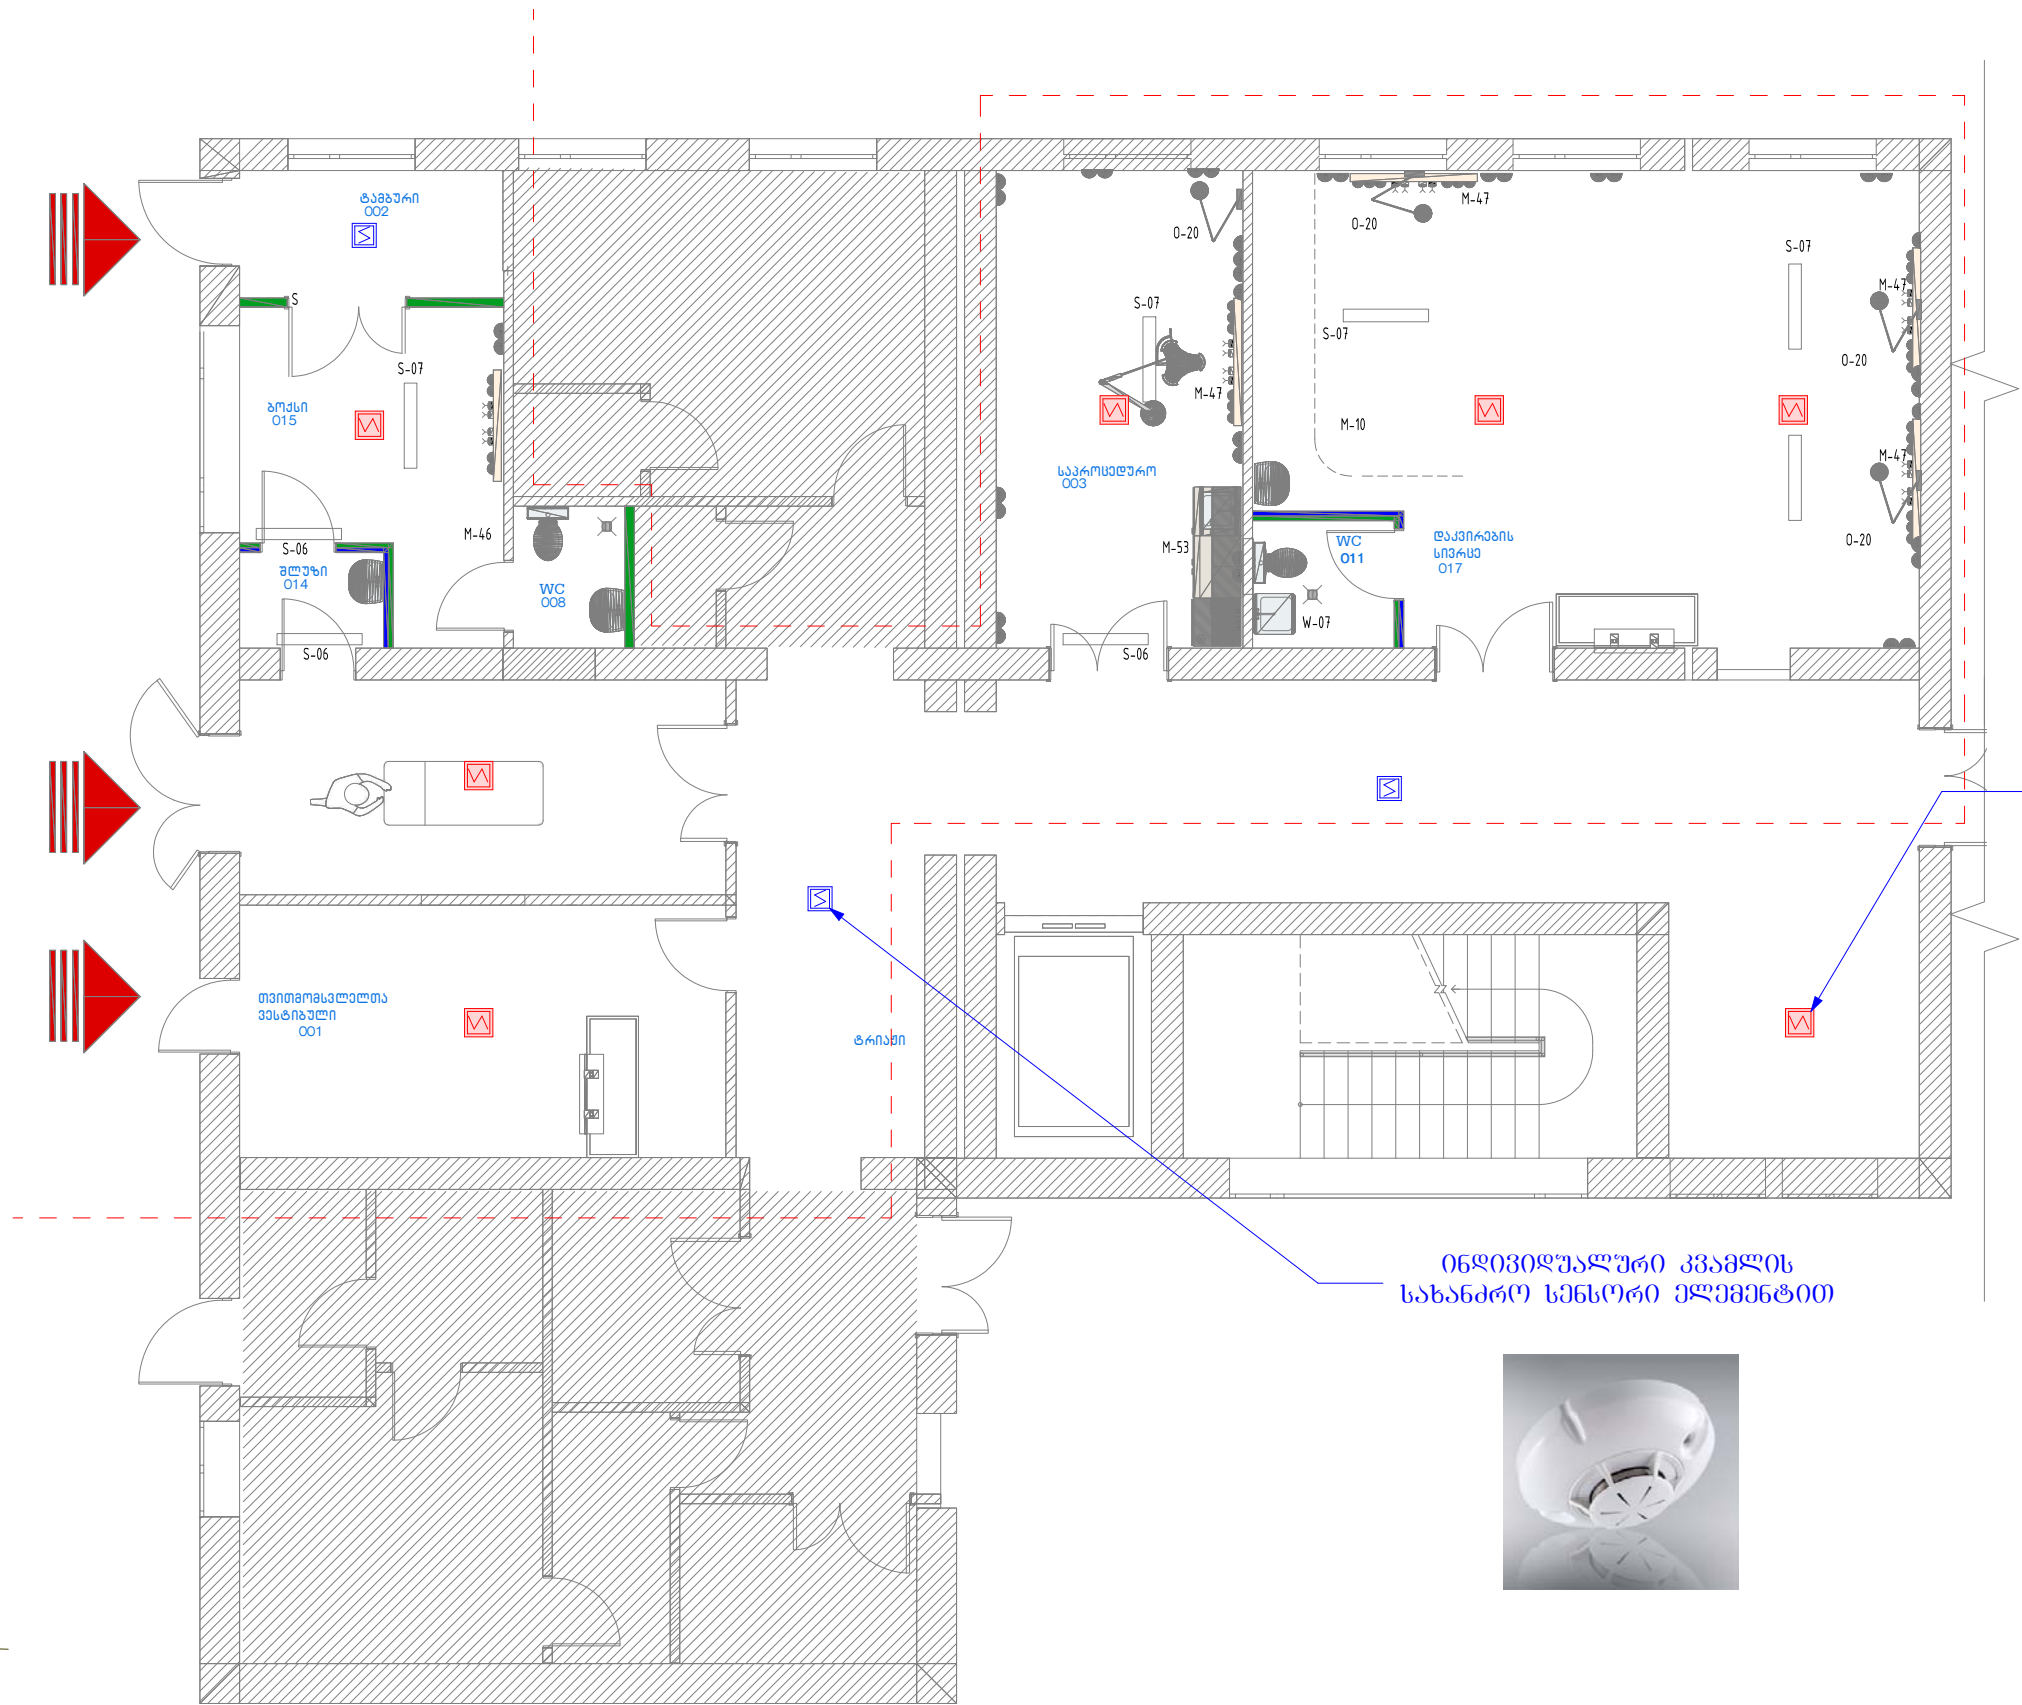 ტამბური
002
O-20
O-20
M-47
S-07
S
S-07
S-07
M-47
S-07
O-20
M-47
ბოქსი
015
M-10
M-47
საპროცედურო
003
M-46
S-06
M-53
WC
011
დაკვირების
სივრცე
017
O-20
შლუზი
014
WC
008
W-07
S-06
S-06
თვითმომსვლელთა
ვესტიბული
001
ტრიაჟი
ინდივიდუალური კვამლის
სახანძრო სენსორი ელემენტით